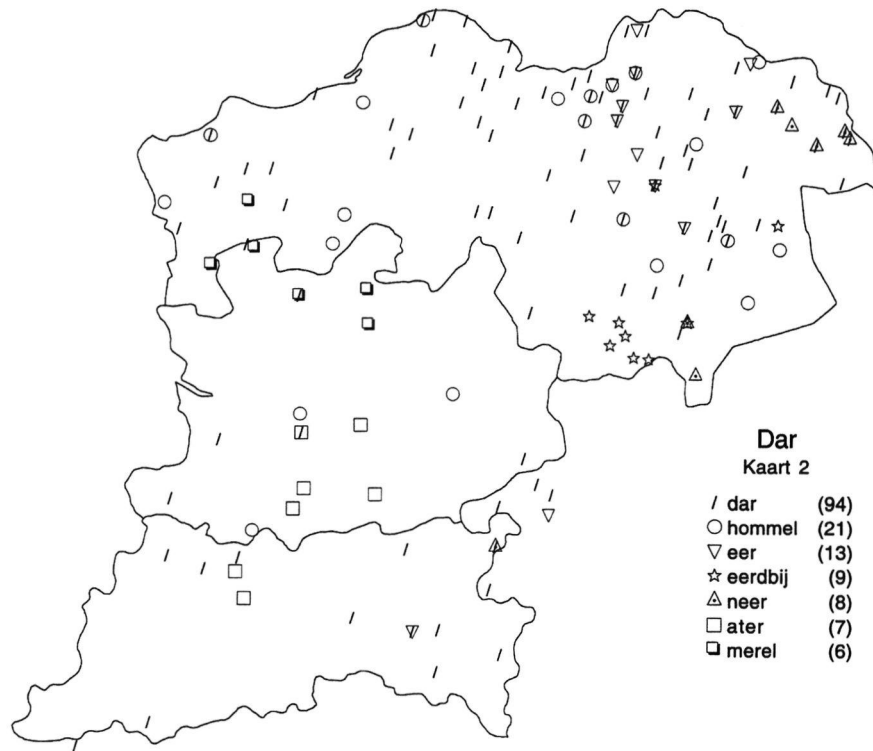 Dar
Kaart 2
dar (94)
hommel (21)
eer (13)
eerdbij (9)
neer (8)
ater (7)
merel (6)